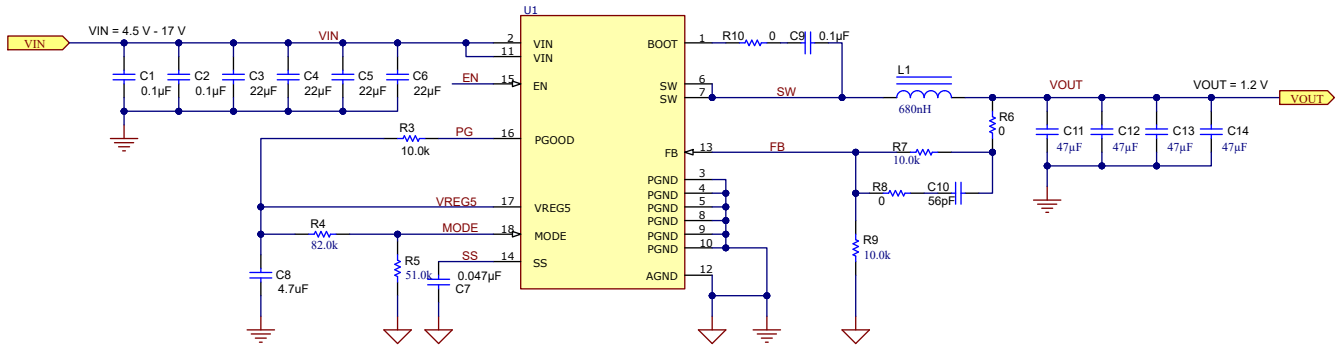 U1
VIN
VIN = 4.5 V - 17 V
VIN
2
VIN
11
VIN
EN
15
EN
C1
0.1µF
C2
0.1µF
C3
22µF
C4
22µF
C5
22µF
C6
22µF
R3
10.0k
PG
16
PGOOD
VREG5
17
VREG5
R4
82.0k
MODE
18
MODE
SS
14
SS
R5
51.0k
0.047µF
C7
C8
4.7uF
BOOT
1
R10
0
C9
0.1µF
SW
6
SW
7
SW
L1
680nH
VOUT
VOUT = 1.2 V
VOUT
R6
0
C11
47µF
C12
47µF
C13
47µF
C14
47µF
FB
13
FB
R7
10.0k
R8
0
C10
56pF
R9
10.0k
PGND
3
PGND
4
PGND
5
PGND
8
PGND
9
PGND
10
AGND
12